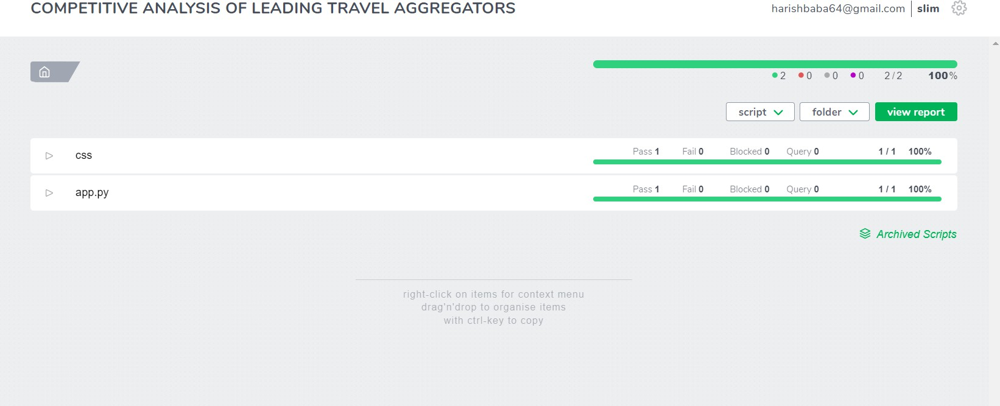 COMPETITIVE ANALYSIS OF LEADING TRAVEL AGGREGATORS
harishbaba64@gmail.com slim
2 0 0 0 2/2 100%
script folder view report
css Pass 1 Fail 0 Blocked 0 Query 0 1 / 1 100%
app.py Pass 1 Fail 0 Blocked 0 Query 0 1 / 1 100%
Archived Scripts
right-click on items for context menu
drag'n'drop to organise items
with ctrl-key to copy